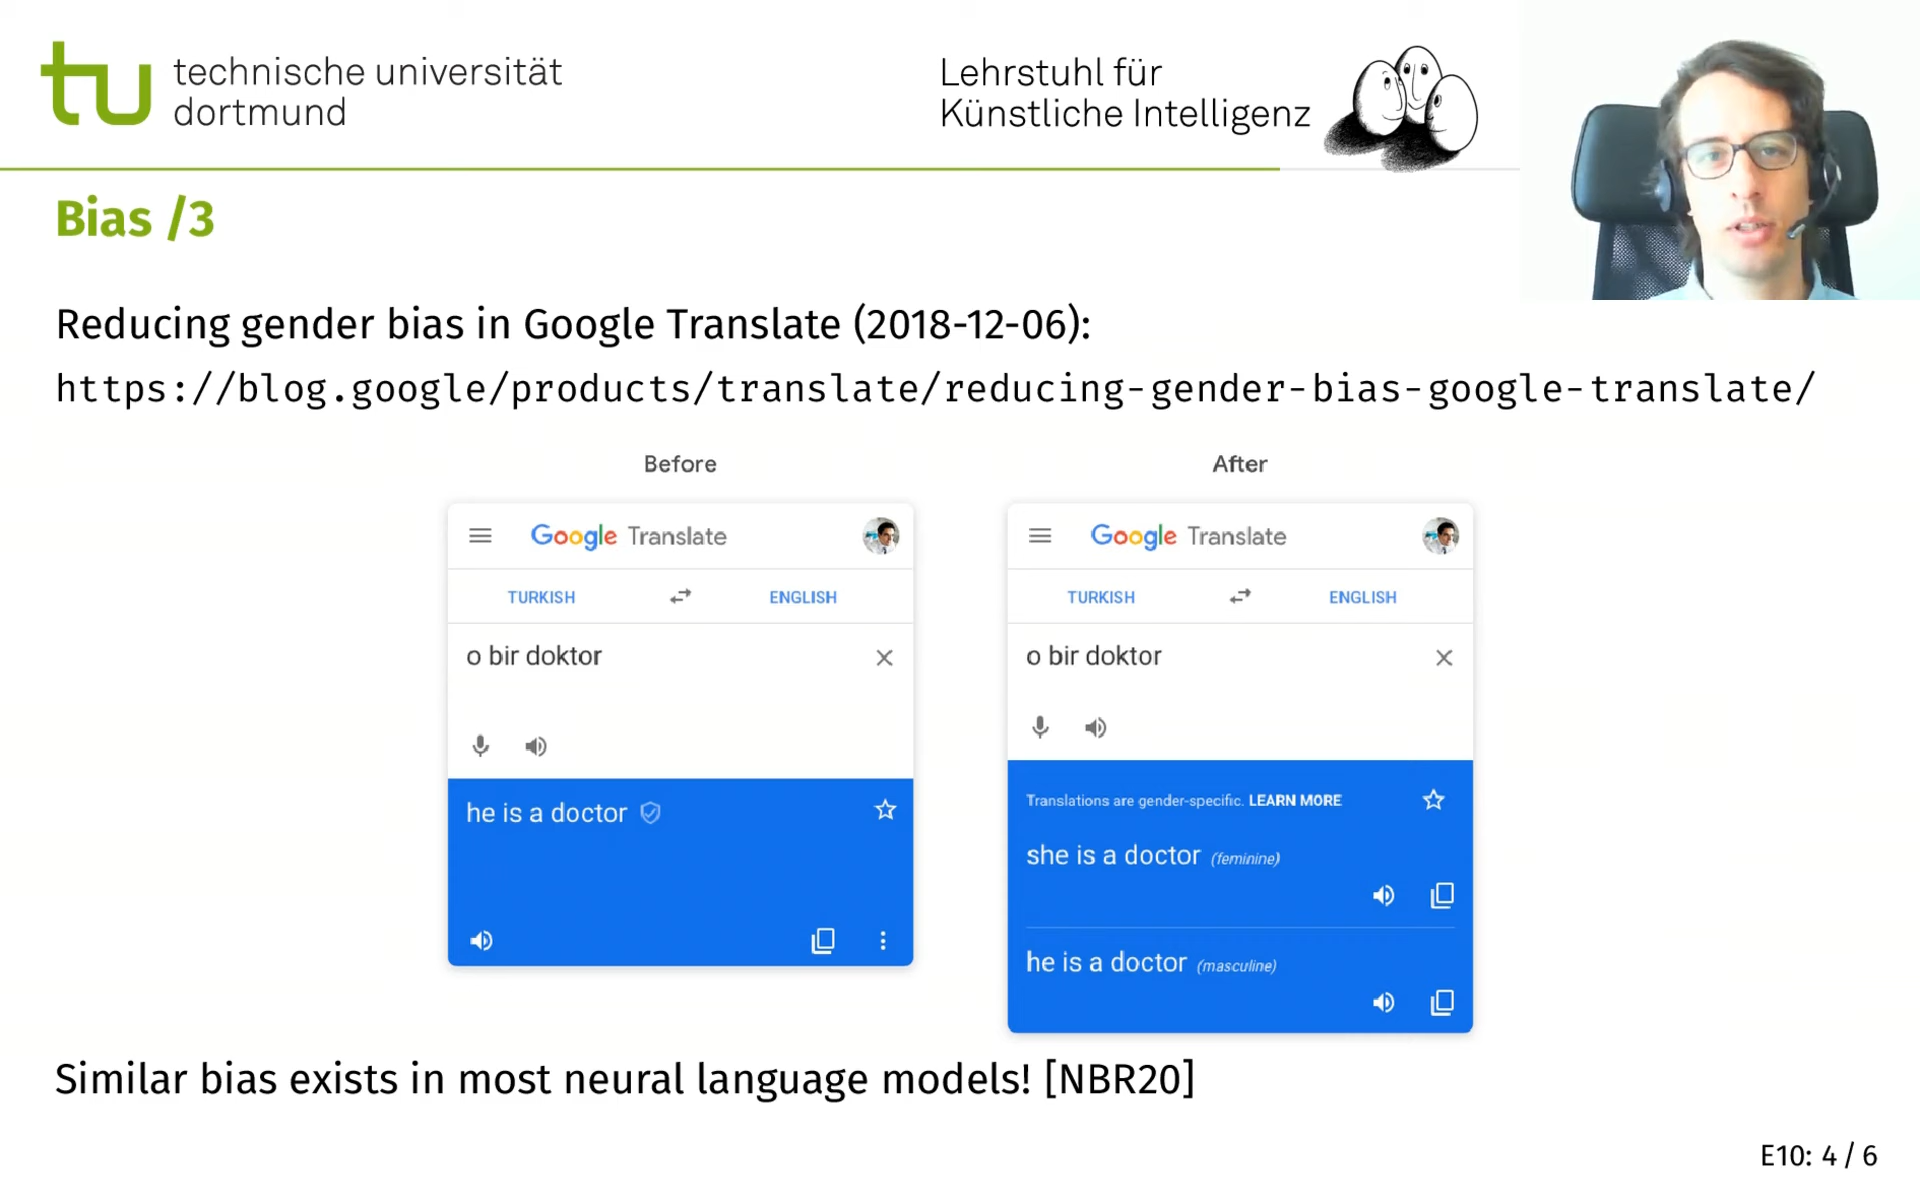 technische universität
dortmund
Lehrstuhl für
Künstliche Intelligenz
Bias /3
Reducing gender bias in Google Translate (2018-12-06):
https://blog.google/products/translate/reducing-gender-bias-google-translate/
Before
Google Translate
TURKISH ENGLISH
o bir doktor
he is a doctor
After
Google Translate
TURKISH ENGLISH
o bir doktor
Translations are gender-specific. LEARN MORE
she is a doctor (feminine)
he is a doctor (masculine)
Similar bias exists in most neural language models! [NBR20]
E10: 4 / 6